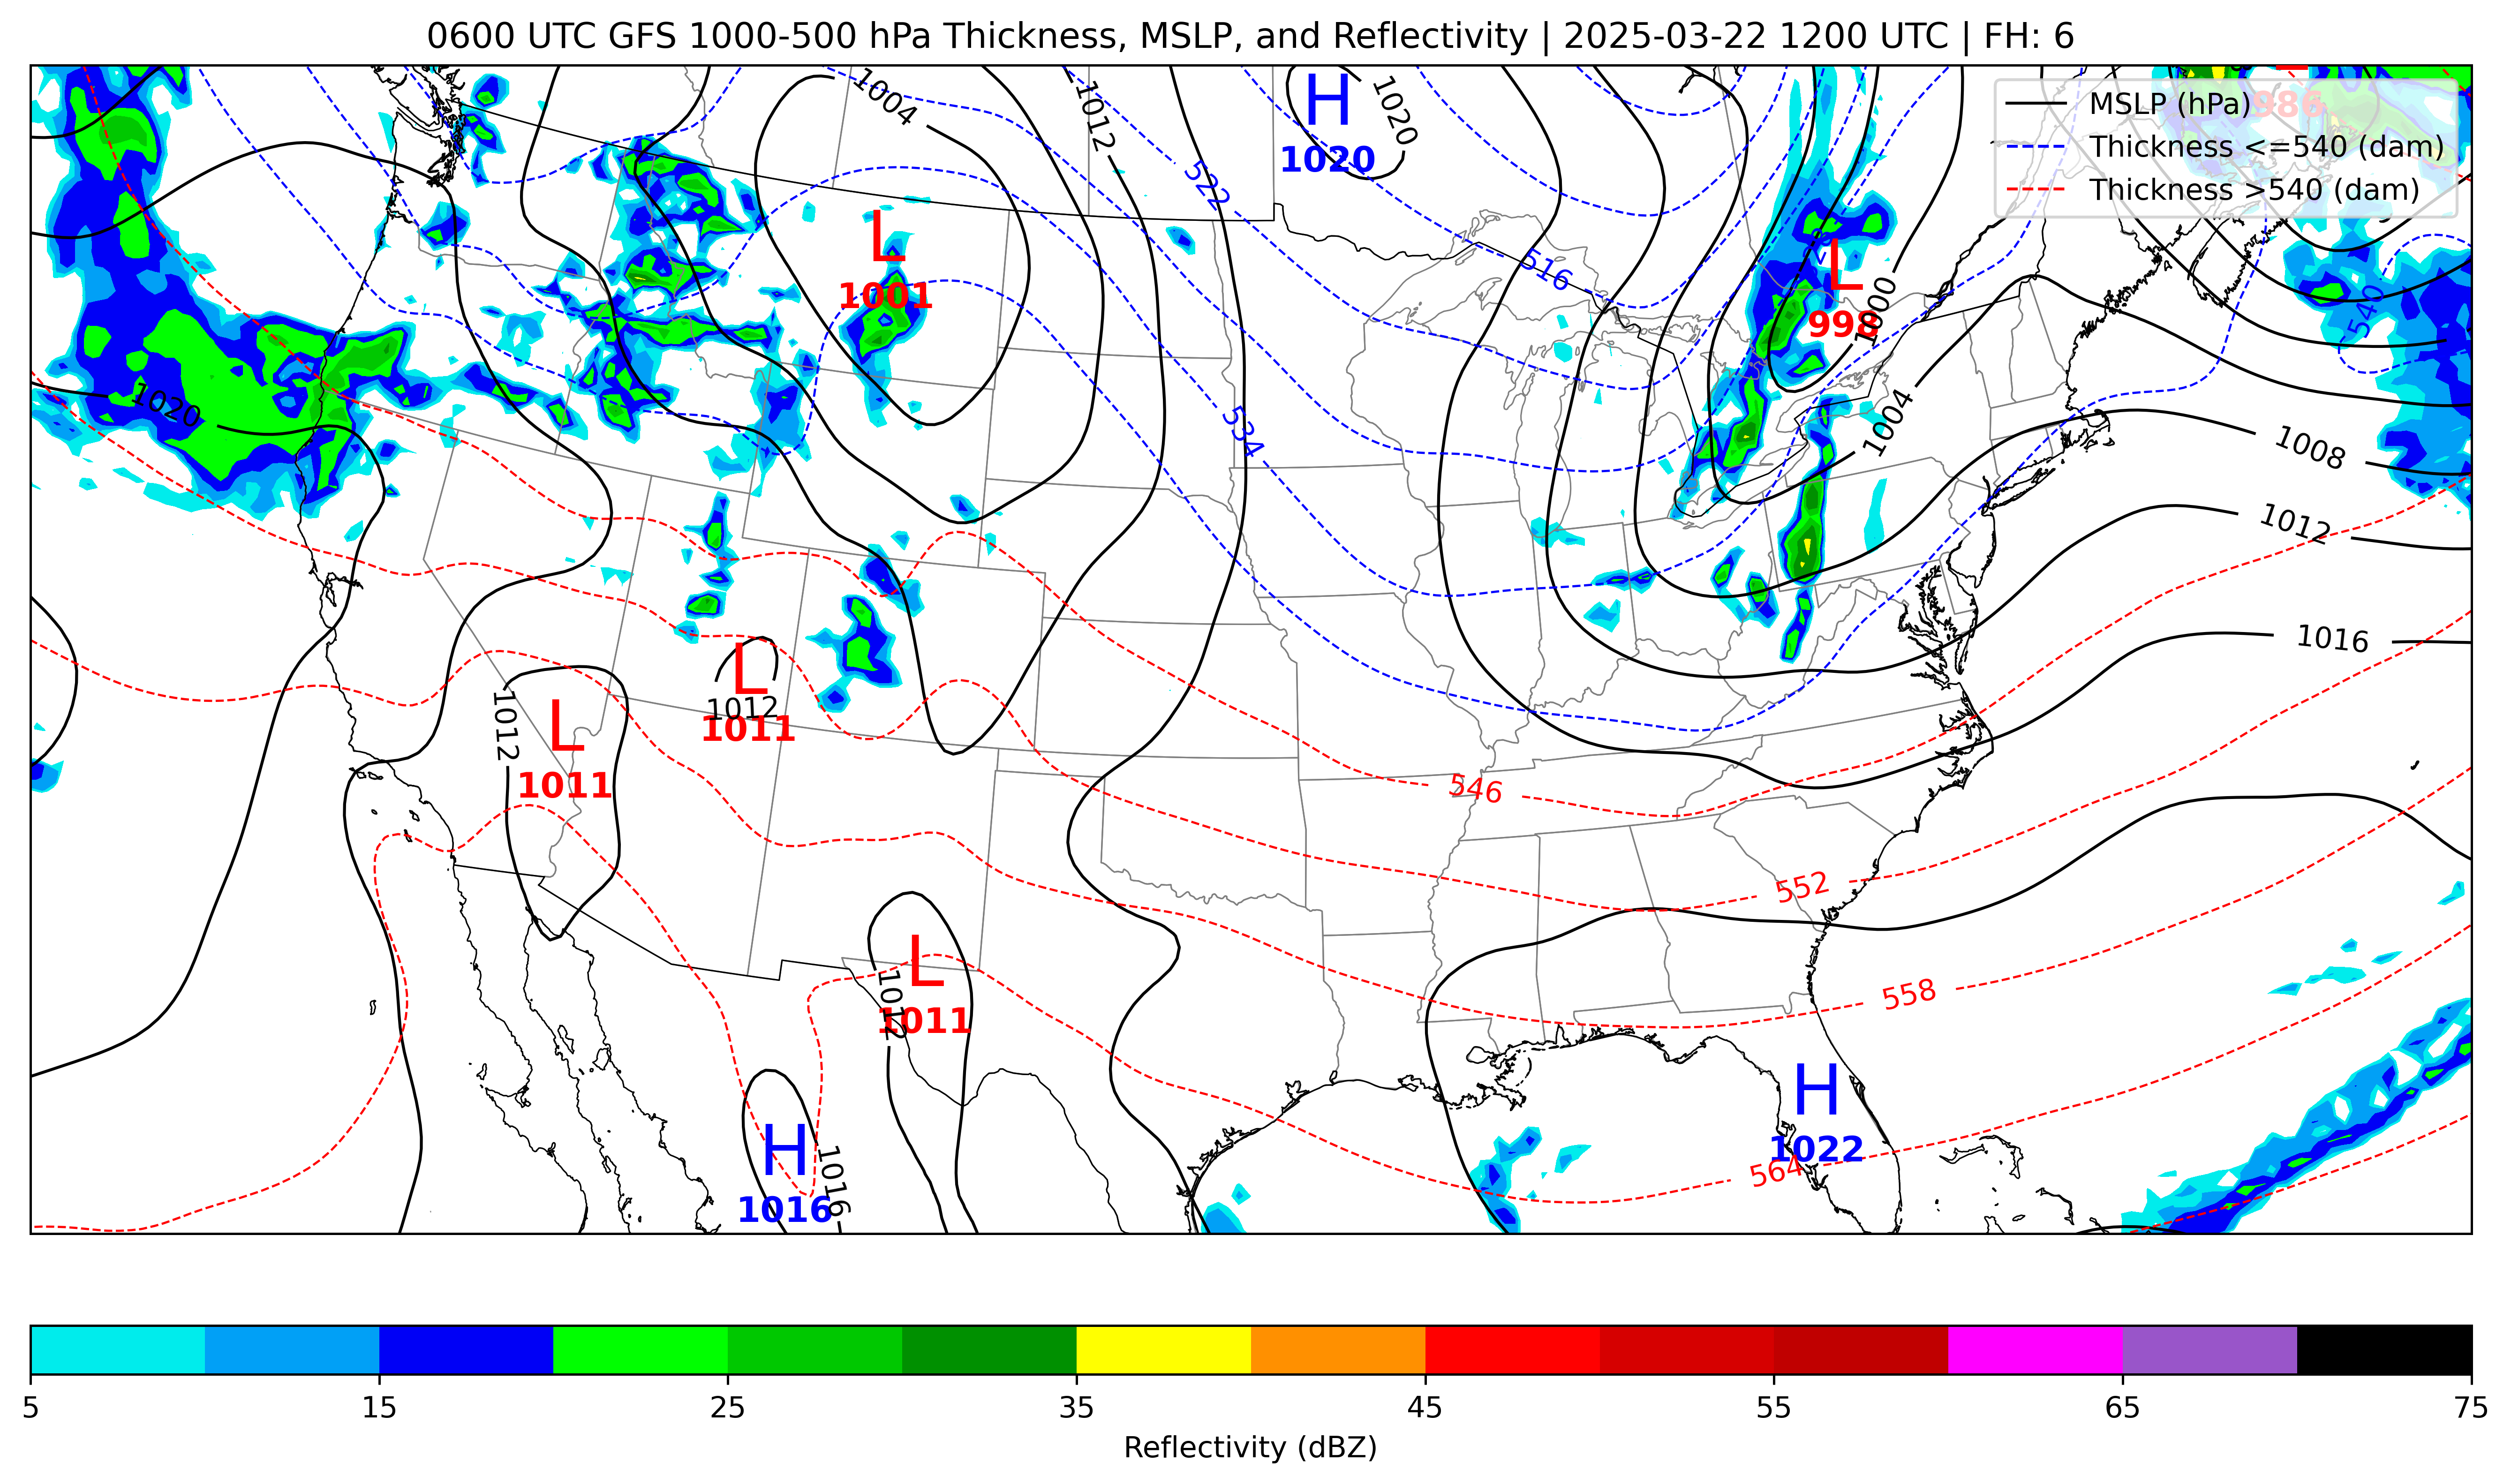 0600 UTC GFS 1000-500 hPa Thickness, MSLP, and Reflectivity | 2025-03-22 1200 UTC | FH: 6
MSLP (hPa)
Thickness <=540 (dam)
Thickness >540 (dam)
986
1004
1012
H
1020
1020
522
L
1001
516
L
998
1000
540
1020
534
1004
1008
1012
1016
L
1012
1011
1012
L
1011
546
552
L
1012
1011
558
H
1016
1016
H
1022
564
5
15
25
35
45
55
65
75
Reflectivity (dBZ)